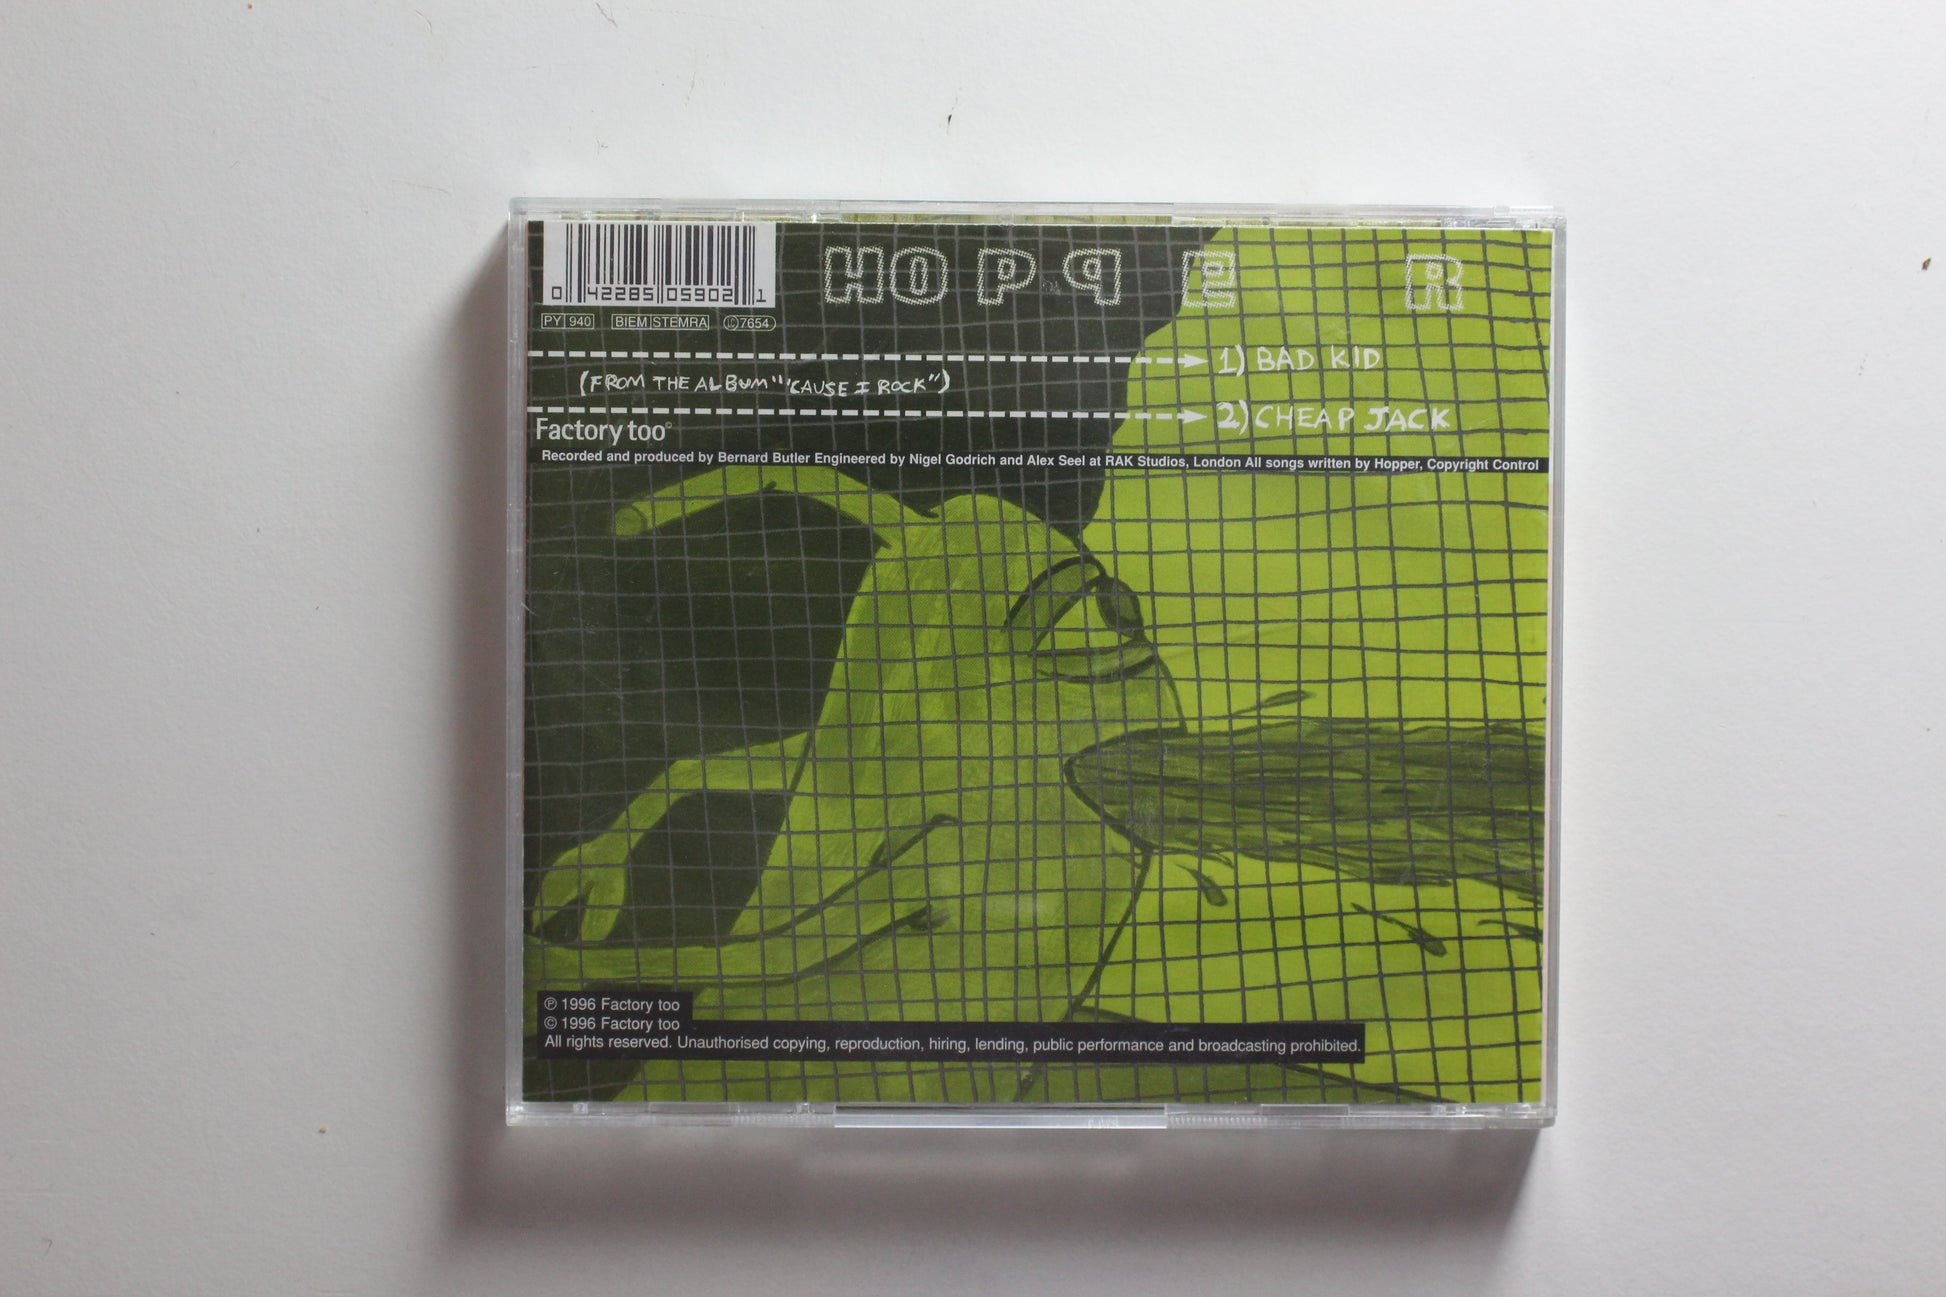 HOPPER
0 42285 05902 1
PY 940 BIEM STEMRA LC 7654
1) BAD KID
(FROM THE ALBUM "'CAUSE I ROCK")
2) CHEAP JACK
Factory too©
Recorded and produced by Bernard Butler Engineered by Nigel Godrich and Alex Seel at RAK Studios, London All songs written by Hopper, Copyright Control
℗ 1996 Factory too
© 1996 Factory too
All rights reserved. Unauthorised copying, reproduction, hiring, lending, public performance and broadcasting prohibited.